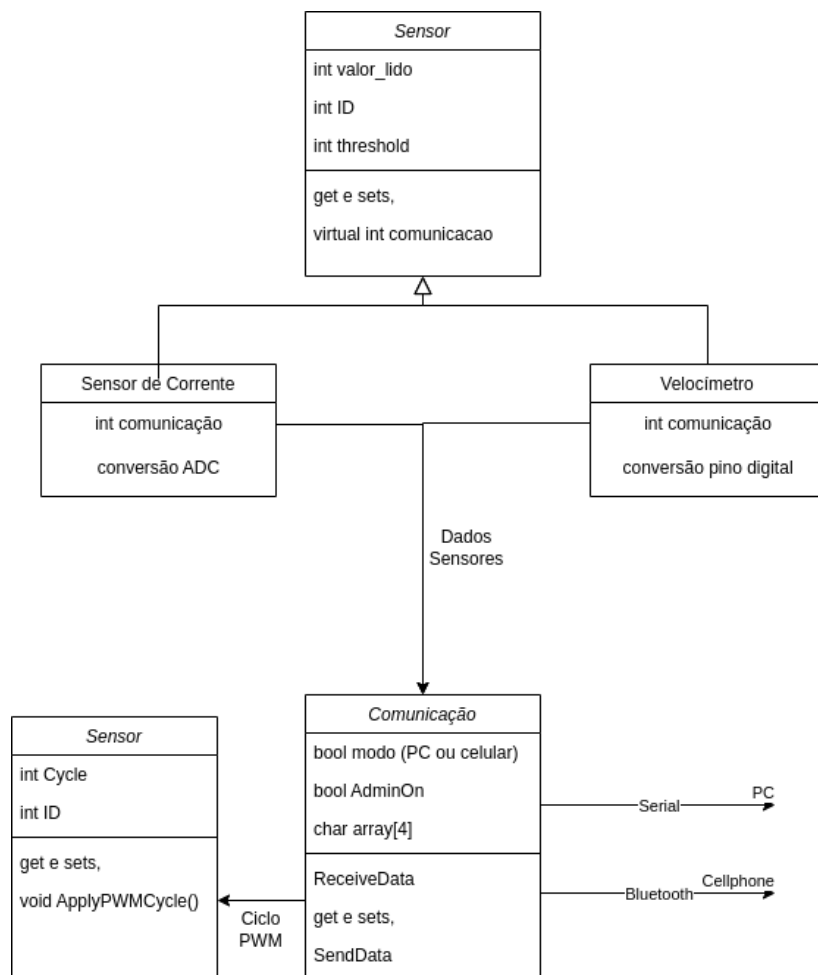 Sensor
int valor_lido
int ID
int threshold
get e sets,
virtual int comunicacao
Sensor de Corrente
int comunicação
conversão ADC
Velocímetro
int comunicação
conversão pino digital
Dados
Sensores
Sensor
int Cycle
int ID
get e sets,
void ApplyPWMCycle()
Ciclo
PWM
Comunicação
bool modo (PC ou celular)
bool AdminOn
char array[4]
ReceiveData
get e sets,
SendData
Serial
PC
Bluetooth
Cellphone